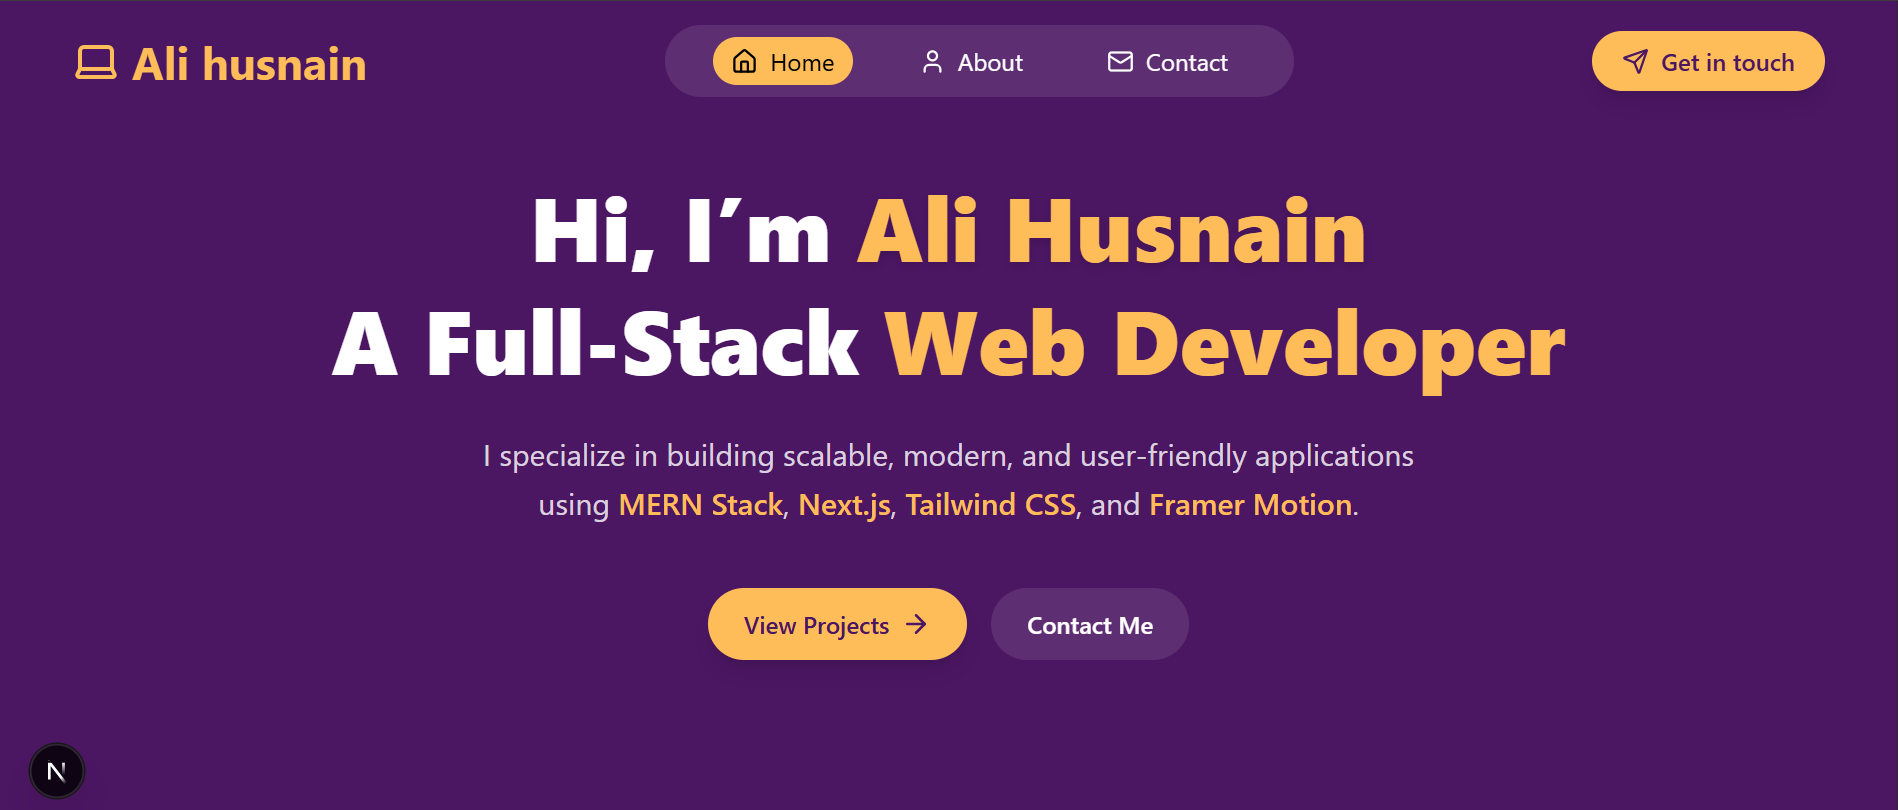 Ali husnain
Home
About
Contact
Get in touch
Hi, I′m Ali Husnain
A Full-Stack Web Developer
I specialize in building scalable, modern, and user-friendly applications
using MERN Stack, Next.js, Tailwind CSS, and Framer Motion.
View Projects →
Contact Me
N